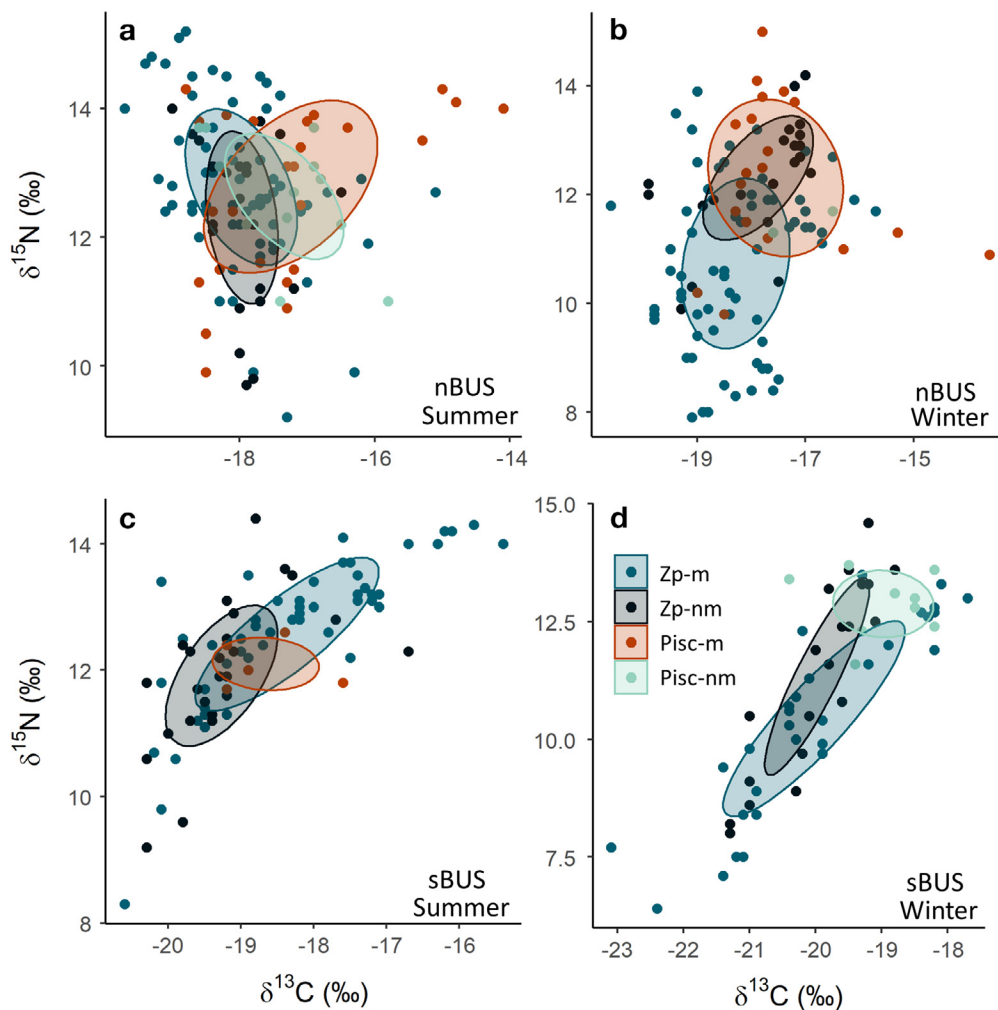 a
14
12
10
δ15N (‰)
nBUS
Summer
-18
-16
-14
b
14
12
10
8
nBUS
Winter
-19
-17
-15
c
14
12
10
8
δ15N (‰)
sBUS
Summer
-20
-19
-18
-17
-16
δ13C (‰)
d
15.0
12.5
10.0
7.5
Zp-m
Zp-nm
Pisc-m
Pisc-nm
sBUS
Winter
-23
-22
-21
-20
-19
-18
δ13C (‰)